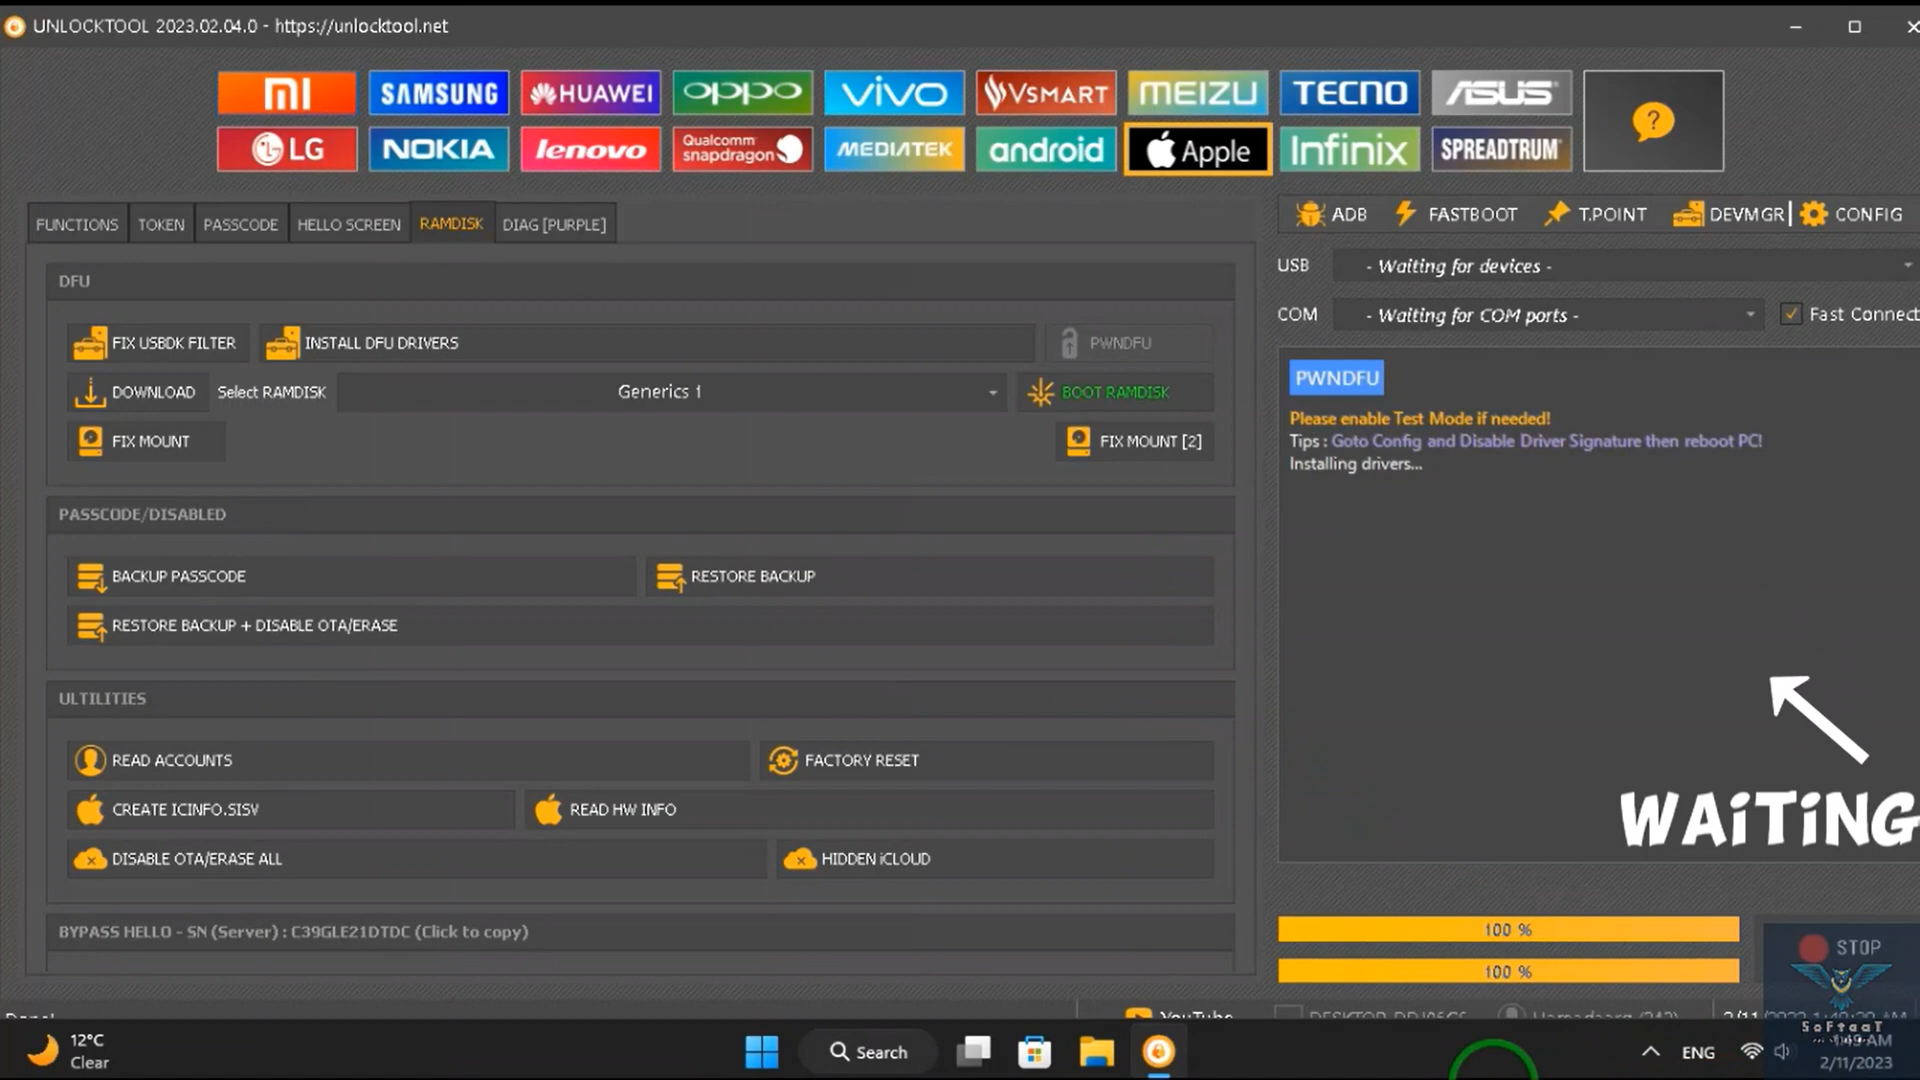 UNLOCKTOOL 2023.02.04.0 - https://unlocktool.net
MI SAMSUNG HUAWEI OPPO VIVO VSMART MEIZU TECNO ASUS ?
LG NOKIA lenovo Qualcomm snapdragon MEDIATEK android Apple Infinix SPREADTRUM
FUNCTIONS TOKEN PASSCODE HELLO SCREEN RAMDISK DIAG [PURPLE]
ADB FASTBOOT T.POINT DEVMGR CONFIG
USB - Waiting for devices -
COM - Waiting for COM ports - Fast Connect
DFU
FIX USBDK FILTER INSTALL DFU DRIVERS PWNDFU
DOWNLOAD Select RAMDISK Generics 1 BOOT RAMDISK
FIX MOUNT FIX MOUNT [2]
PASSCODE/DISABLED
BACKUP PASSCODE RESTORE BACKUP
RESTORE BACKUP + DISABLE OTA/ERASE
ULTILITIES
READ ACCOUNTS FACTORY RESET
CREATE ICINFO.SISV READ HW INFO
DISABLE OTA/ERASE ALL HIDDEN iCLOUD
BYPASS HELLO - SN (Server) : C39GLE21DTDC (Click to copy)
PWNDFU
Please enable Test Mode if needed!
Tips : Goto Config and Disable Driver Signature then reboot PC!
Installing drivers...
WAiTiNG
100 %
100 %
STOP
YouTube
SoFtaaT
12°C
Clear
Search
ENG
1:49 AM
2/11/2023